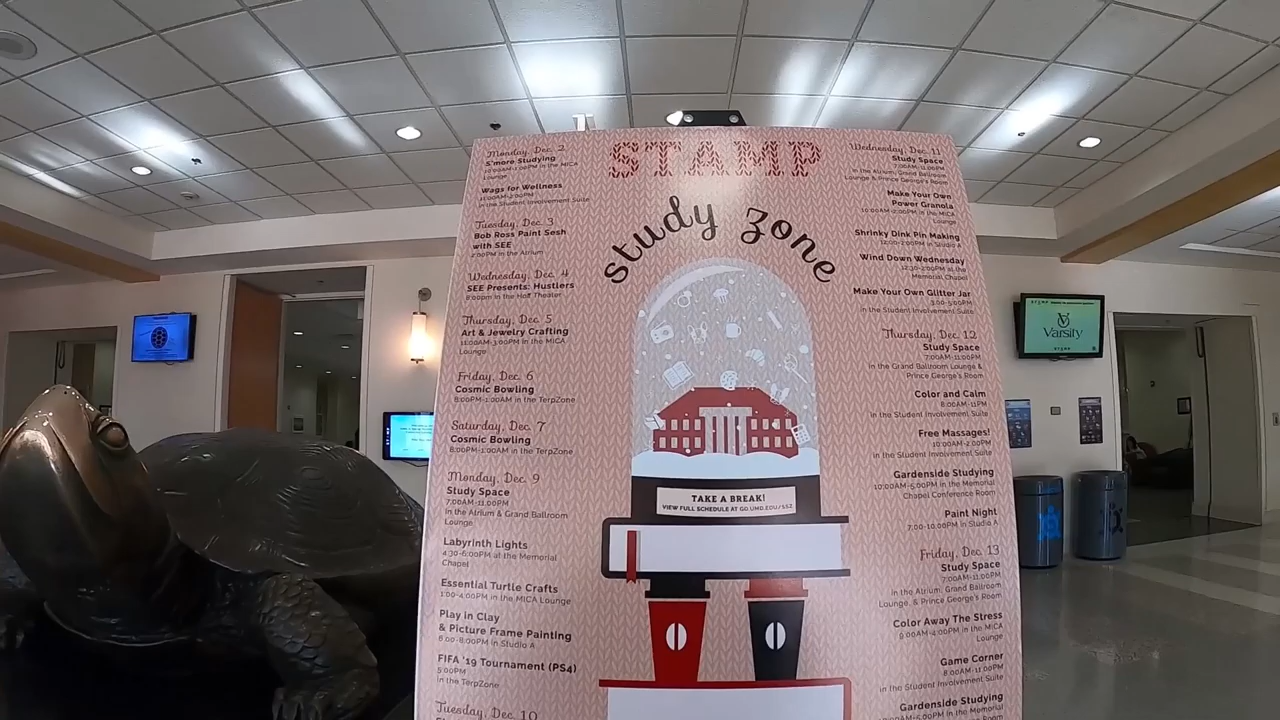 STAMP
study zone
Monday, Dec. 2
S'more Studying
10:00AM-1:00PM in the MICA
Lounge
Wags for Wellness
11:00AM-2:00PM
in the Student Involvement Suite
Tuesday, Dec. 3
Bob Ross Paint Sesh
with SEE
2:00PM in the Atrium
Wednesday, Dec. 4
SEE Presents: Hustlers
8:00pm in the Hoff Theater
Thursday, Dec. 5
Art & Jewelry Crafting
11:00AM-3:00PM in the MICA
Lounge
Friday, Dec. 6
Cosmic Bowling
8:00PM-1:00AM in the TerpZone
Saturday, Dec. 7
Cosmic Bowling
8:00PM-1:00AM in the TerpZone
Monday, Dec. 9
Study Space
7:00AM-11:00PM
in the Atrium & Grand Ballroom
Lounge
Labyrinth Lights
4:30-6:00PM at the Memorial
Chapel
Essential Turtle Crafts
1:00-4:00PM in the MICA Lounge
Play in Clay
& Picture Frame Painting
6:00-8:00PM in Studio A
FIFA '19 Tournament (PS4)
5:00PM
in the TerpZone
Tuesday, Dec. 10
TAKE A BREAK!
VIEW FULL SCHEDULE AT GO.UMD.EDU/SSZ
Wednesday, Dec. 11
Study Space
7:00AM-11:00PM
in the Atrium, Grand Ballroom
Lounge & Prince George's Room
Make Your Own
Power Granola
10:00AM-2:00PM in the MICA
Lounge
Shrinky Dink Pin Making
12:00-2:00PM in Studio A
Wind Down Wednesday
12:30-2:00PM at the
Memorial Chapel
Make Your Own Glitter Jar
3:00-5:00PM
in the Student Involvement Suite
Thursday, Dec. 12
Study Space
7:00AM-11:00PM
in the Grand Ballroom Lounge &
Prince George's Room
Color and Calm
8:00AM-11PM
in the Student Involvement Suite
Free Massages!
10:00AM-2:00PM
in the Student Involvement Suite
Gardenside Studying
10:00AM-5:00PM in the Memorial
Chapel Conference Room
Paint Night
7:00-10:00PM in Studio A
Friday, Dec. 13
Study Space
7:00AM-11:00PM
in the Atrium, Grand Ballroom
Lounge, & Prince George's Room
Color Away The Stress
9:00AM-4:00PM in the MICA
Lounge
Game Corner
8:00AM-11:00PM
in the Student Involvement Suite
Gardenside Studying
10:00AM-5:00PM in the Memorial
Varsity
STAMP